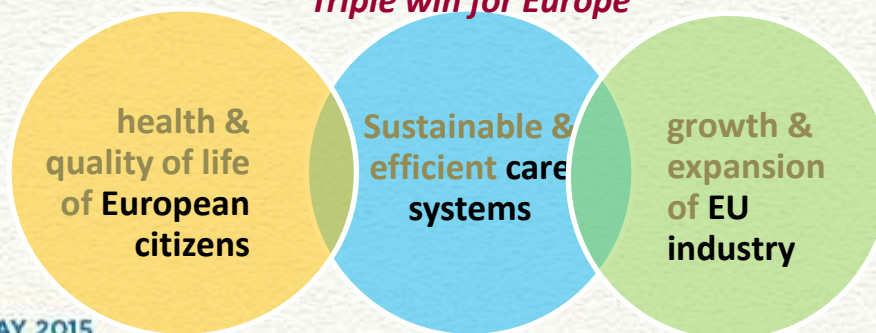 Triple win for Europe
health &
quality of life
of European
citizens
Sustainable &
efficient care
systems
growth &
expansion
of EU
industry
AY 2015